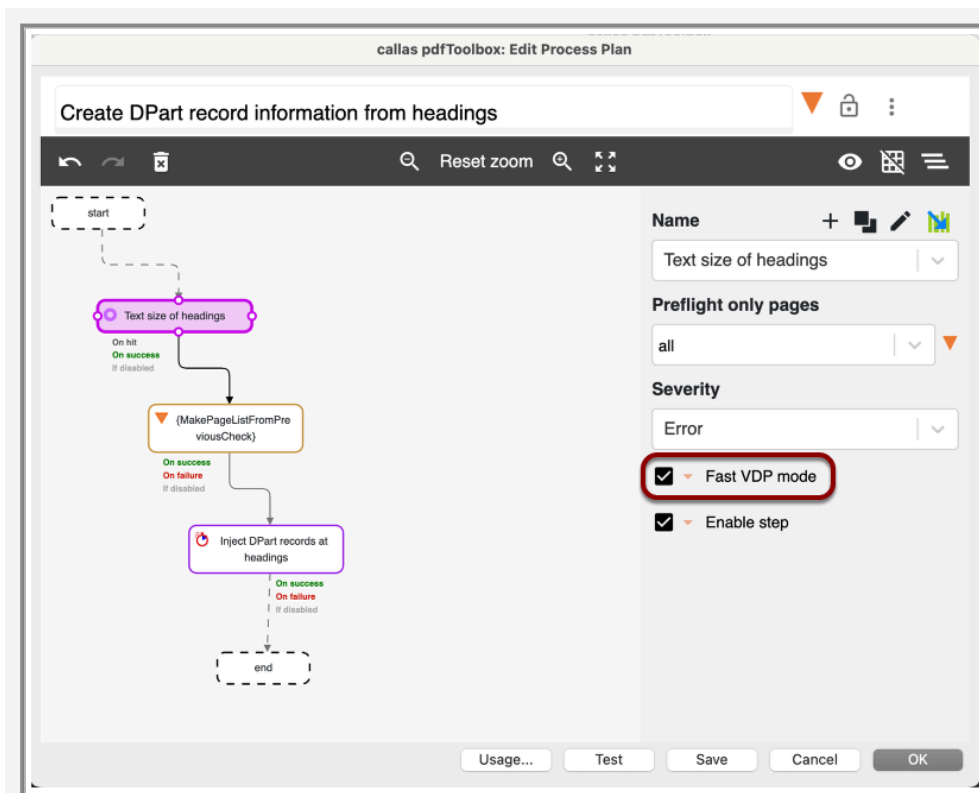 callas pdfToolbox: Edit Process Plan
Create DPart record information from headings
Reset zoom
start
Text size of headings
On hit
On success
If disabled
{MakePageListFromPre
viousCheck}
On success
On failure
If disabled
Inject DPart records at
headings
On success
On failure
If disabled
end
Name
Text size of headings
Preflight only pages
all
Severity
Error
Fast VDP mode
Enable step
Usage...
Test
Save
Cancel
OK